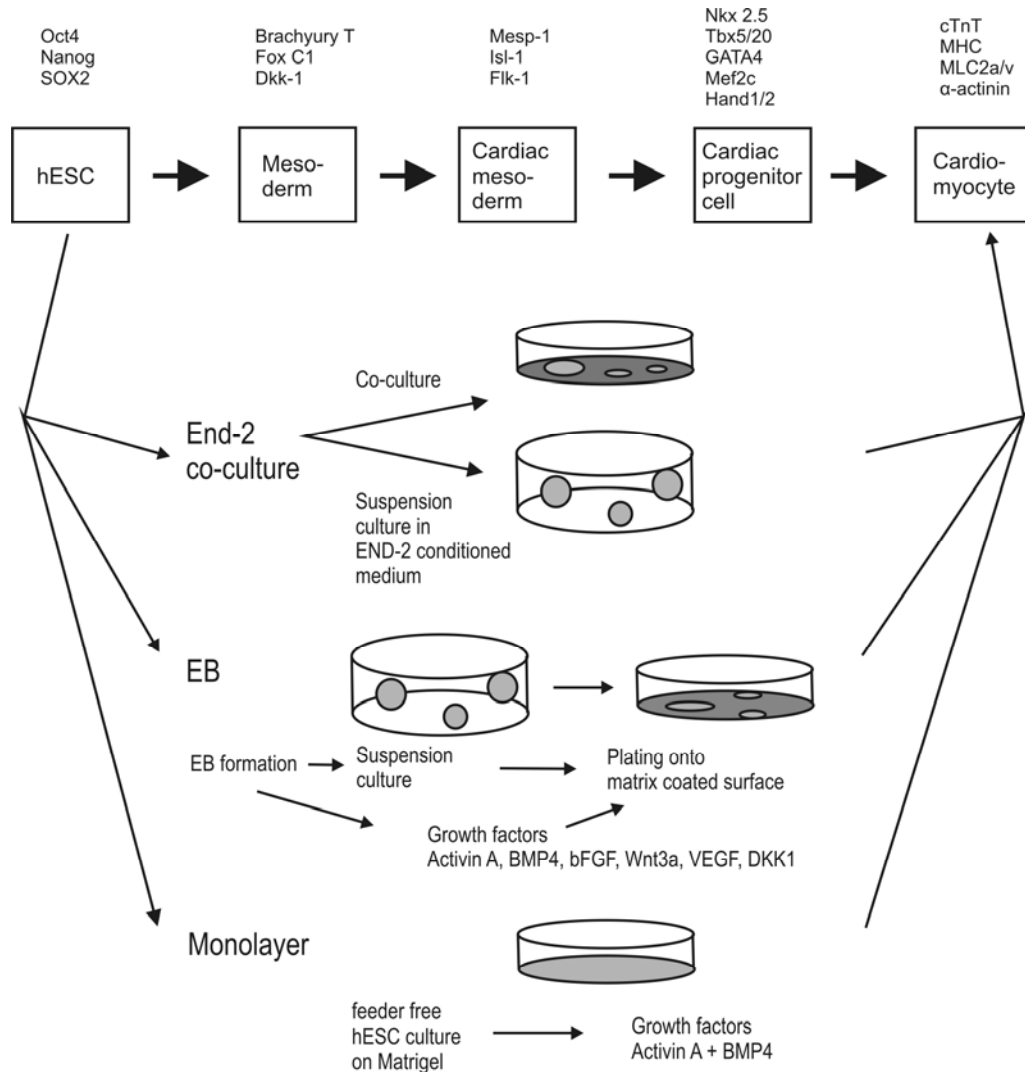 Oct4
Nanog
SOX2
Brachyury T
Fox C1
Dkk-1
Mesp-1
Isl-1
Flk-1
Nkx 2.5
Tbx5/20
GATA4
Mef2c
Hand1/2
cTnT
MHC
MLC2a/v
α-actinin
hESC
Meso-
derm
Cardiac
meso-
derm
Cardiac
progenitor
cell
Cardio-
myocyte
End-2
co-culture
Co-culture
Suspension
culture in
END-2 conditioned
medium
EB
EB formation
Suspension
culture
Plating onto
matrix coated surface
Growth factors
Activin A, BMP4, bFGF, Wnt3a, VEGF, DKK1
Monolayer
feeder free
hESC culture
on Matrigel
Growth factors
Activin A + BMP4